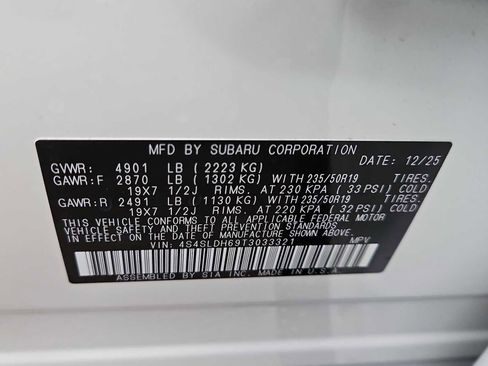 MFD BY SUBARU CORPORATION
GVWR: 4901 LB (2223 KG) DATE: 12/25
GAWR:F 2870 LB (1302 KG) WITH 235/50R19 TIRES.
19X7 1/2J RIMS. AT 230 KPA (33 PSI) COLD
GAWR:R 2491 LB (1130 KG) WITH 235/50R19 TIRES.
19X7 1/2J RIMS. AT 220 KPA (32 PSI) COLD
THIS VEHICLE CONFORMS TO ALL APPLICABLE FEDERAL MOTOR
VEHICLE SAFETY AND THEFT PREVENTION STANDARDS
IN EFFECT ON THE DATE OF MANUFACTURE SHOWN ABOVE.
VIN: 4S4SLDH69T3033321 MPV
ASSEMBLED BY SIA INC. MADE IN U.S.A.